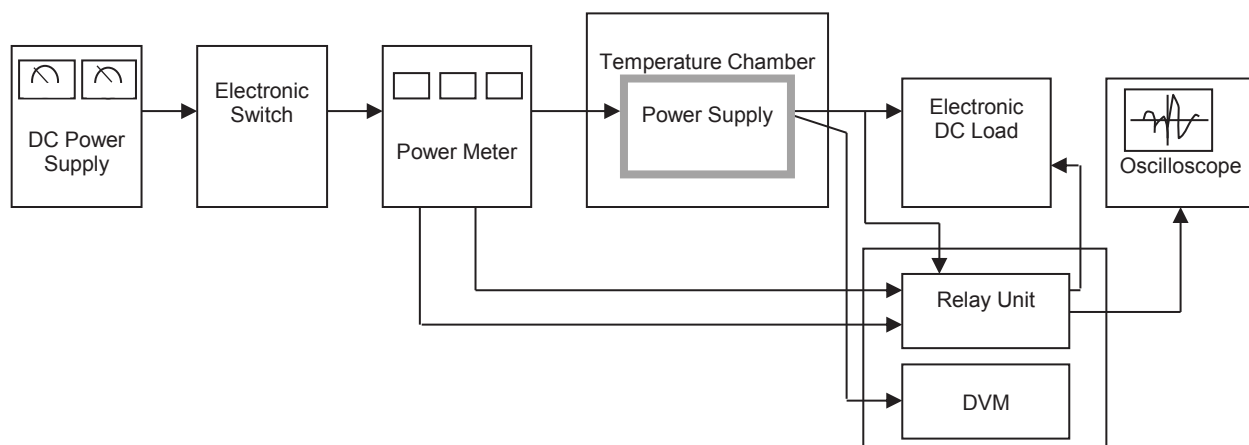 DC Power
Supply
Electronic
Switch
Power Meter
Temperature Chamber
Power Supply
Electronic
DC Load
Oscilloscope
Relay Unit
DVM